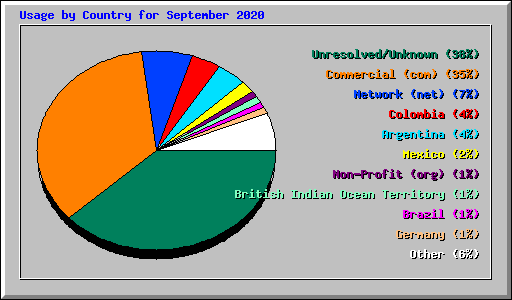 Usage by Country for September 2020
Unresolved/Unknown (38%)
Commercial (com) (35%)
Network (net) (7%)
Colombia (4%)
Argentina (4%)
Mexico (2%)
Non-Profit (org) (1%)
British Indian Ocean Territory (1%)
Brazil (1%)
Germany (1%)
Other (6%)